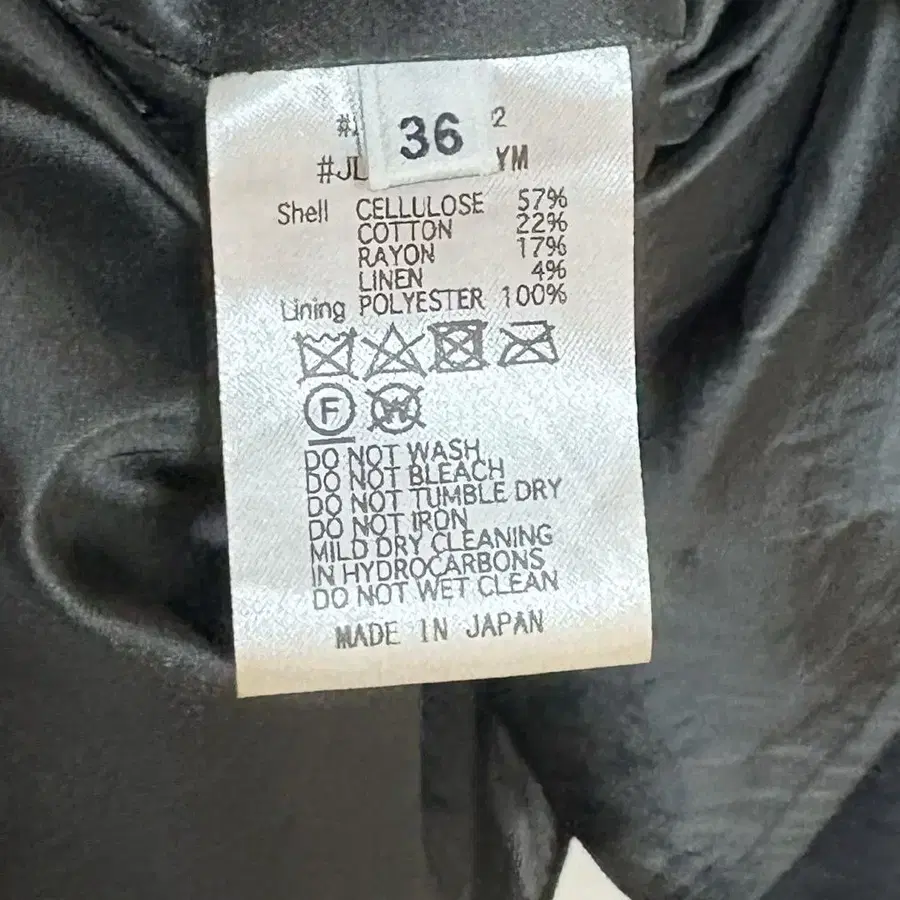 36
2
#JL YM
Shell CELLULOSE 57%
COTTON 22%
RAYON 17%
LINEN 4%
Lining POLYESTER 100%
F W
DO NOT WASH
DO NOT BLEACH
DO NOT TUMBLE DRY
DO NOT IRON
MILD DRY CLEANING
IN HYDROCARBONS
DO NOT WET CLEAN
MADE IN JAPAN